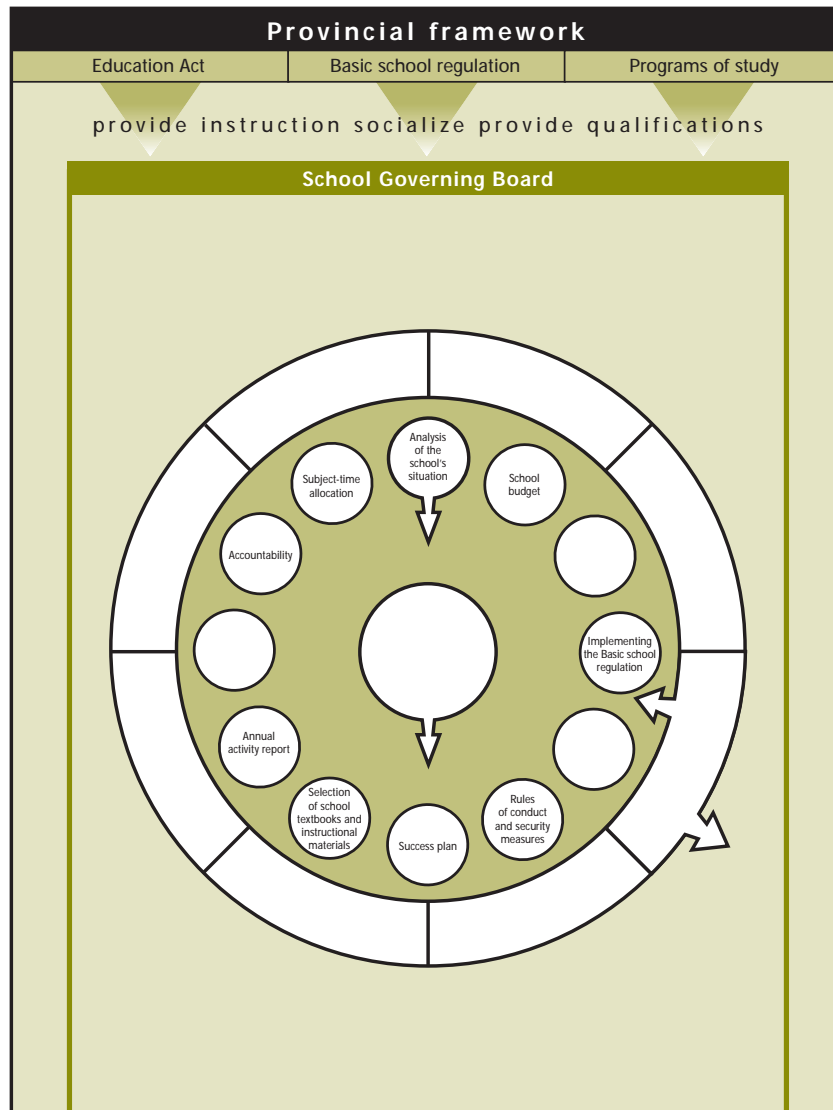 Provincial framework
Education Act
Basic school regulation
Programs of study
provide instruction socialize provide qualifications
School Governing Board
Analysis
of the
school's
situation
School
budget
Implementing
the Basic school
regulation
Rules
of conduct
and security
measures
Success plan
Selection
of school
textbooks and
instructional
materials
Annual
activity report
Accountability
Subject-time
allocation